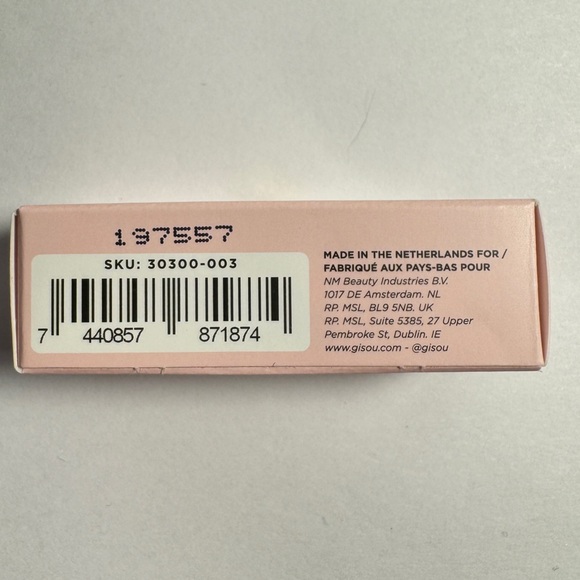 197557
SKU: 30300-003
7 440857 871874
MADE IN THE NETHERLANDS FOR /
FABRIQUÉ AUX PAYS-BAS POUR
NM Beauty Industries B.V.
1017 DE Amsterdam. NL
RP. MSL, BL9 5NB. UK
RP. MSL, Suite 5385, 27 Upper
Pembroke St, Dublin. IE
www.gisou.com - @gisou